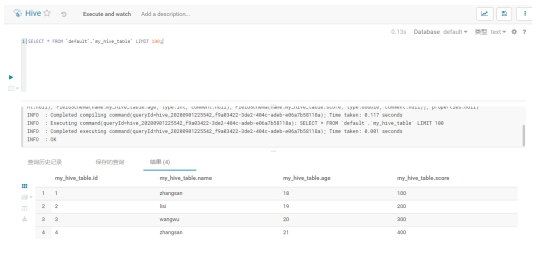 Hive Execute and watch Add a description...
0.13s Database default 类型 text ?
1 SELECT * FROM `default`.`my_hive_table` LIMIT 100;
nt:null), FieldSchema(name:my_hive_table.age, type:int, comment:null), FieldSchema(name:my_hive_table.score, type:double, comment:null)], properties:null)
INFO : Completed compiling command(queryId=hive_20200901225542_f9a03422-3de2-404c-adeb-e06a7b50118a); Time taken: 0.117 seconds
INFO : Executing command(queryId=hive_20200901225542_f9a03422-3de2-404c-adeb-e06a7b50118a): SELECT * FROM `default`.`my_hive_table` LIMIT 100
INFO : Completed executing command(queryId=hive_20200901225542_f9a03422-3de2-404c-adeb-e06a7b50118a); Time taken: 0.001 seconds
INFO : OK
查询历史记录 保存的查询 结果 (4)
my_hive_table.id my_hive_table.name my_hive_table.age my_hive_table.score
1 1 zhangsan 18 100
2 2 lisi 19 200
3 3 wangwu 20 300
4 4 zhangsan 21 400